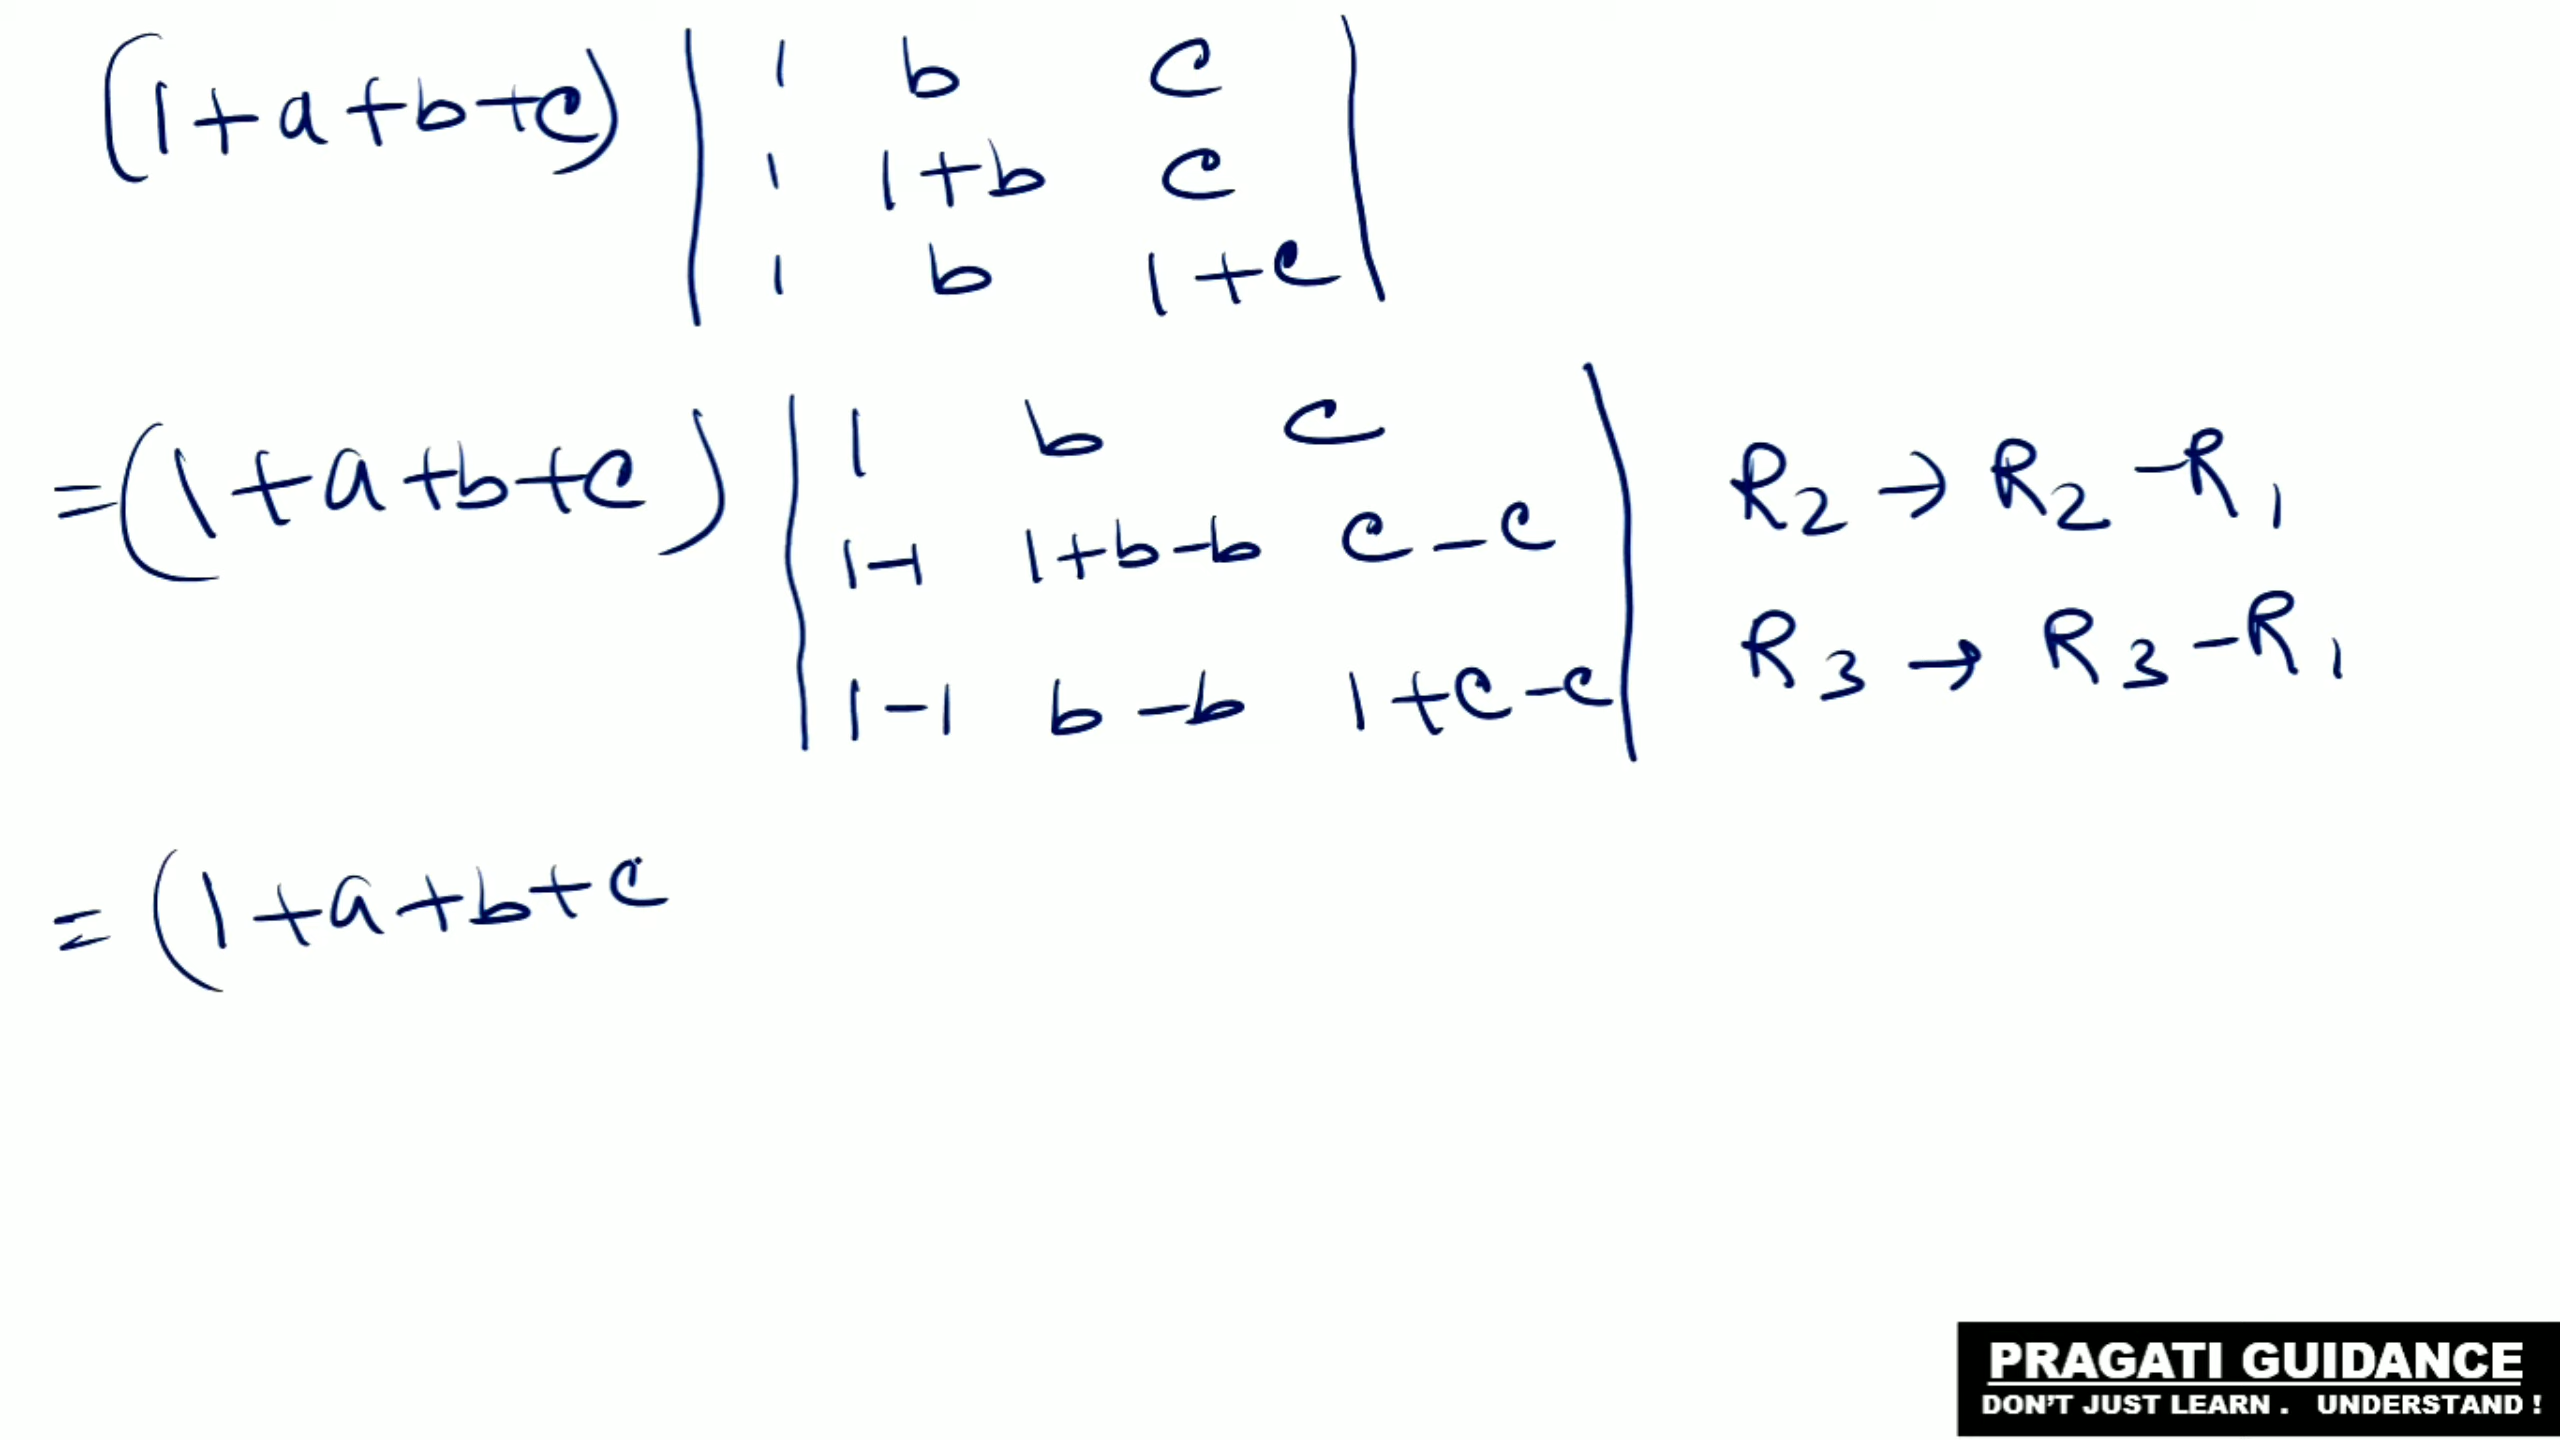 (1+a+b+c) | 1 b c |
| 1 1+b c |
| 1 b 1+c |
=(1+a+b+c) | 1 b c |
| 1-1 1+b-b c-c | R2 → R2 -R1
| 1-1 b-b 1+c-c | R3 → R3 -R1
= (1+a+b+c
PRAGATI GUIDANCE
DON'T JUST LEARN . UNDERSTAND !